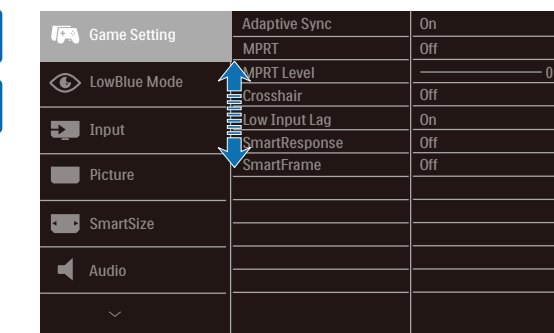 Game Setting
LowBlue Mode
Input
Picture
SmartSize
Audio
Adaptive Sync On
MPRT Off
MPRT Level 0
Crosshair Off
Low Input Lag On
SmartResponse Off
SmartFrame Off